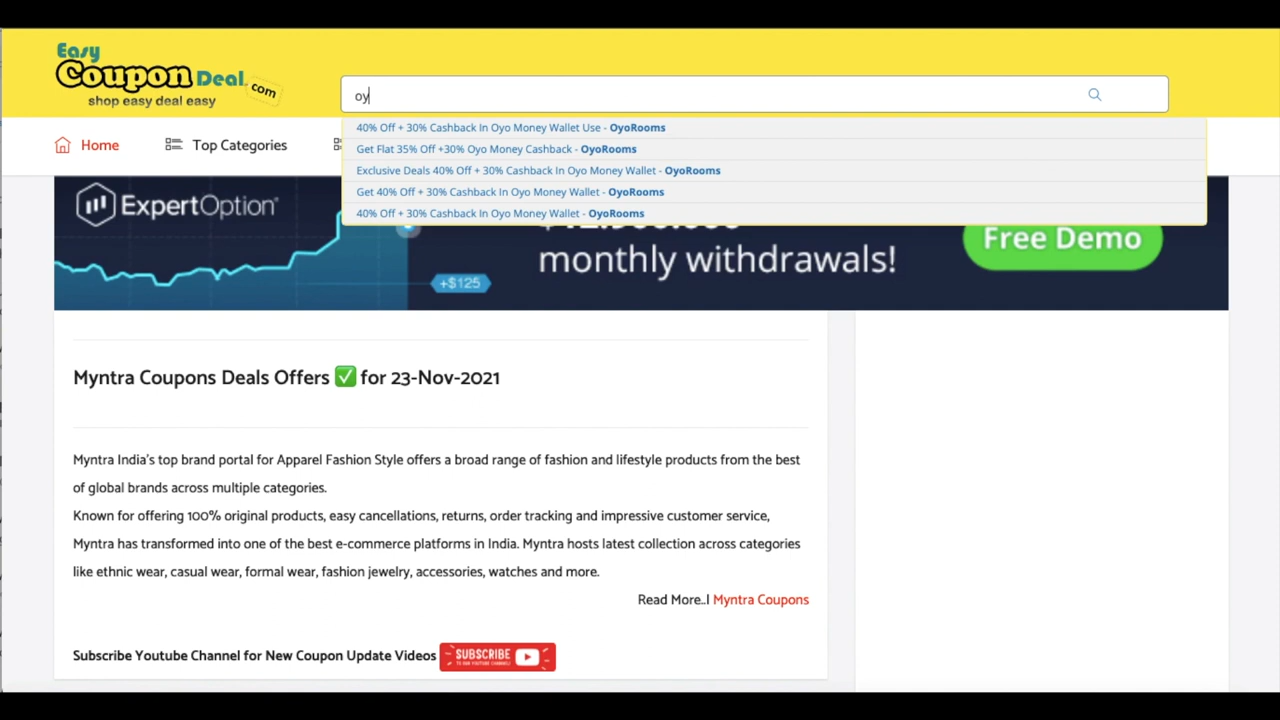 Easy
Coupon Deal.com
shop easy deal easy
oy
40% Off + 30% Cashback In Oyo Money Wallet Use - OyoRooms
Get Flat 35% Off +30% Oyo Money Cashback - OyoRooms
Exclusive Deals 40% Off + 30% Cashback In Oyo Money Wallet - OyoRooms
Get 40% Off + 30% Cashback In Oyo Money Wallet - OyoRooms
40% Off + 30% Cashback In Oyo Money Wallet - OyoRooms
Home
Top Categories
ExpertOption
monthly withdrawals!
Free Demo
+$125
Myntra Coupons Deals Offers ✅ for 23-Nov-2021
Myntra India's top brand portal for Apparel Fashion Style offers a broad range of fashion and lifestyle products from the best
of global brands across multiple categories.
Known for offering 100% original products, easy cancellations, returns, order tracking and impressive customer service,
Myntra has transformed into one of the best e-commerce platforms in India. Myntra hosts latest collection across categories
like ethnic wear, casual wear, formal wear, fashion jewelry, accessories, watches and more.
Read More..| Myntra Coupons
Subscribe Youtube Channel for New Coupon Update Videos SUBSCRIBE